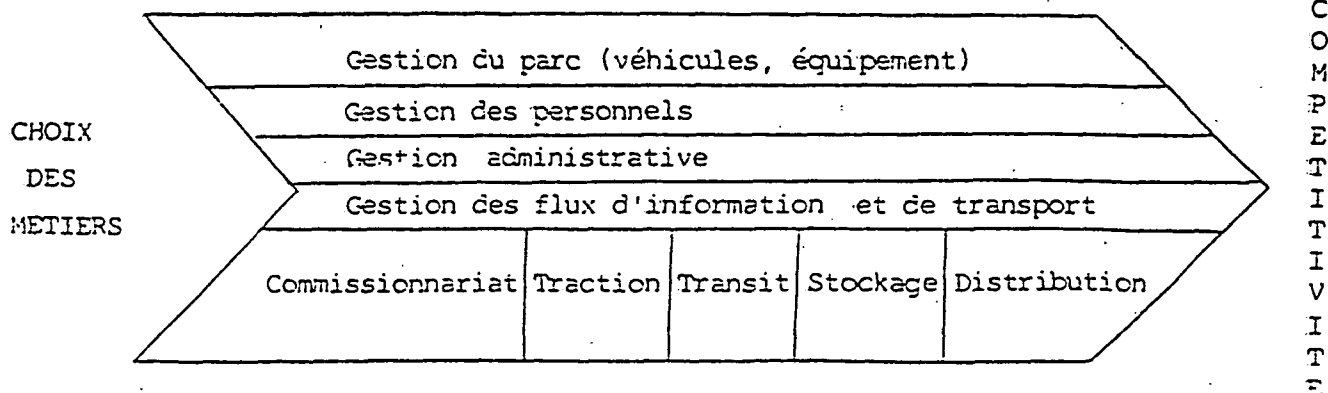 Gestion du parc (véhicules, équipement)
Gestion des personnels
Gestion administrative
Gestion des flux d'information et de transport
Commissionnariat Traction Transit Stockage Distribution
CHOIX
DES
METIERS
C
O
M
P
E
T
I
T
I
V
I
T
E